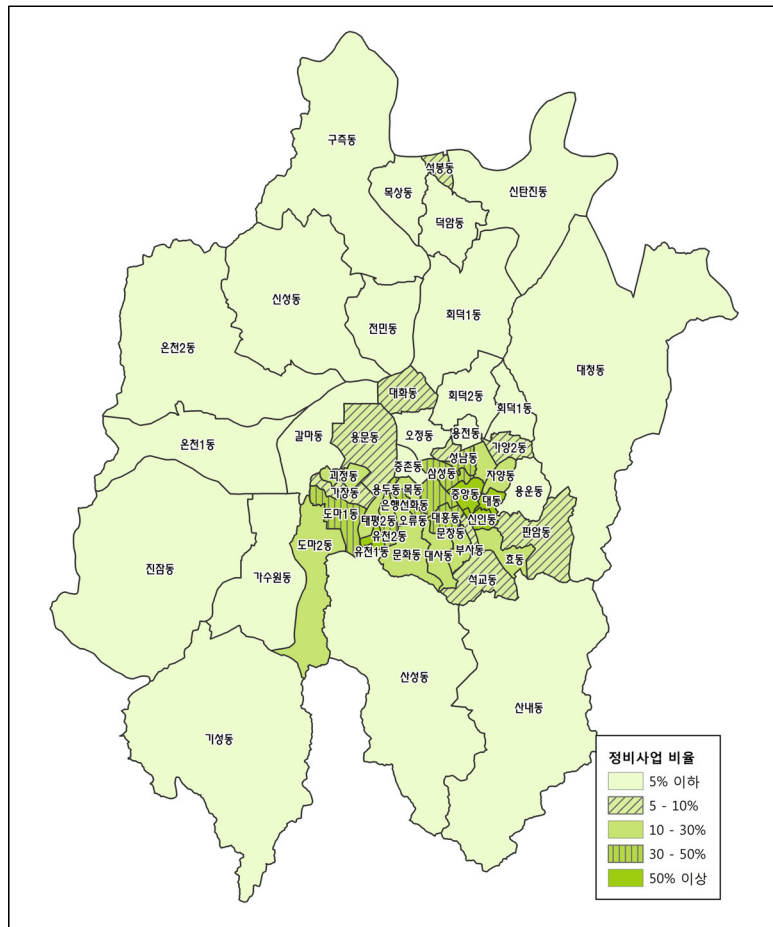 구즉동
석봉동
목상동
신탄진동
덕암동
신성동
전민동
회덕1동
온천2동
대청동
대화동
회덕2동
회덕1동
갈마동
용문동
오정동
용전동
가양2동
온천1동
성남동
중촌동
삼성동
괴정동
자양동
가장동
용두동
목동
중앙동
대동
용운동
은행선화동
도마1동
태평2동
오류동
대흥동
신인동
판암동
유천2동
문창동
도마2동
유천1동
문화동
대사동
부사동
효동
석교동
진잠동
가수원동
산성동
산내동
기성동
정비사업 비율
5% 이하
5 - 10%
10 - 30%
30 - 50%
50% 이상